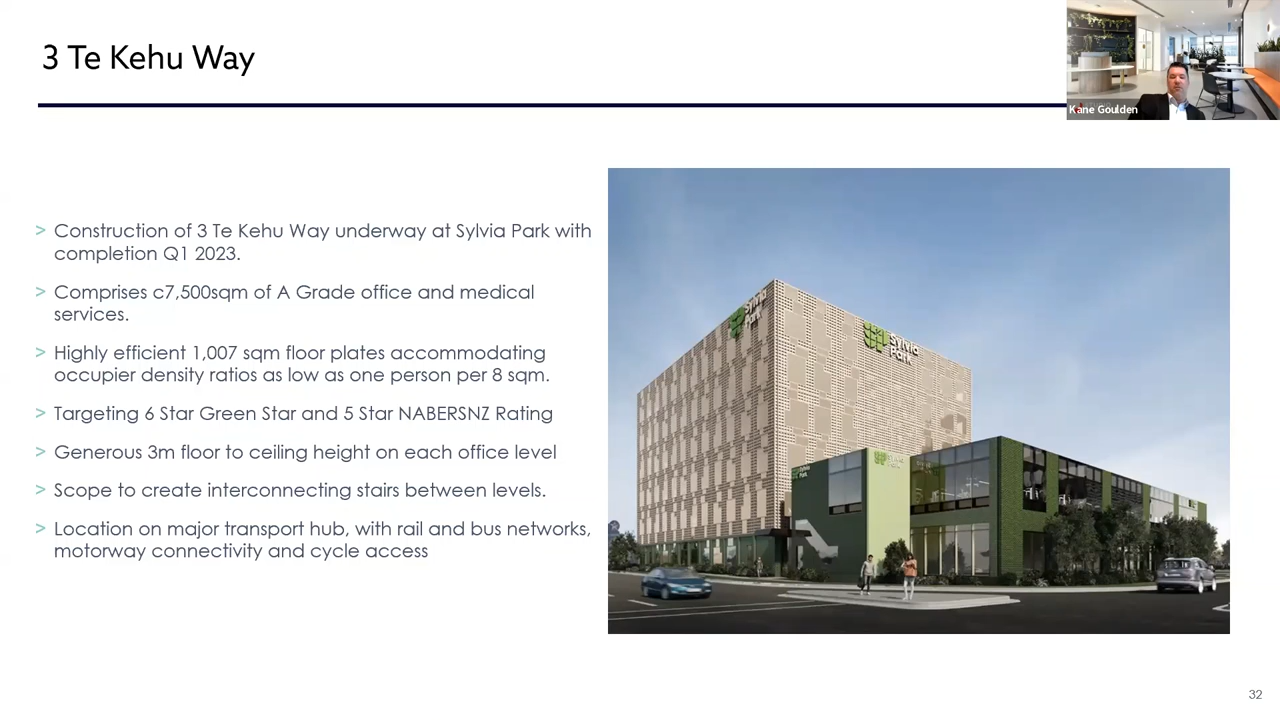 3 Te Kehu Way
Kane Goulden
> Construction of 3 Te Kehu Way underway at Sylvia Park with
completion Q1 2023.
> Comprises c7,500sqm of A Grade office and medical
services.
> Highly efficient 1,007 sqm floor plates accommodating
occupier density ratios as low as one person per 8 sqm.
> Targeting 6 Star Green Star and 5 Star NABERSNZ Rating
> Generous 3m floor to ceiling height on each office level
> Scope to create interconnecting stairs between levels.
> Location on major transport hub, with rail and bus networks,
motorway connectivity and cycle access
Sylvia
Park
Sylvia
Park
Sylvia
Park
32